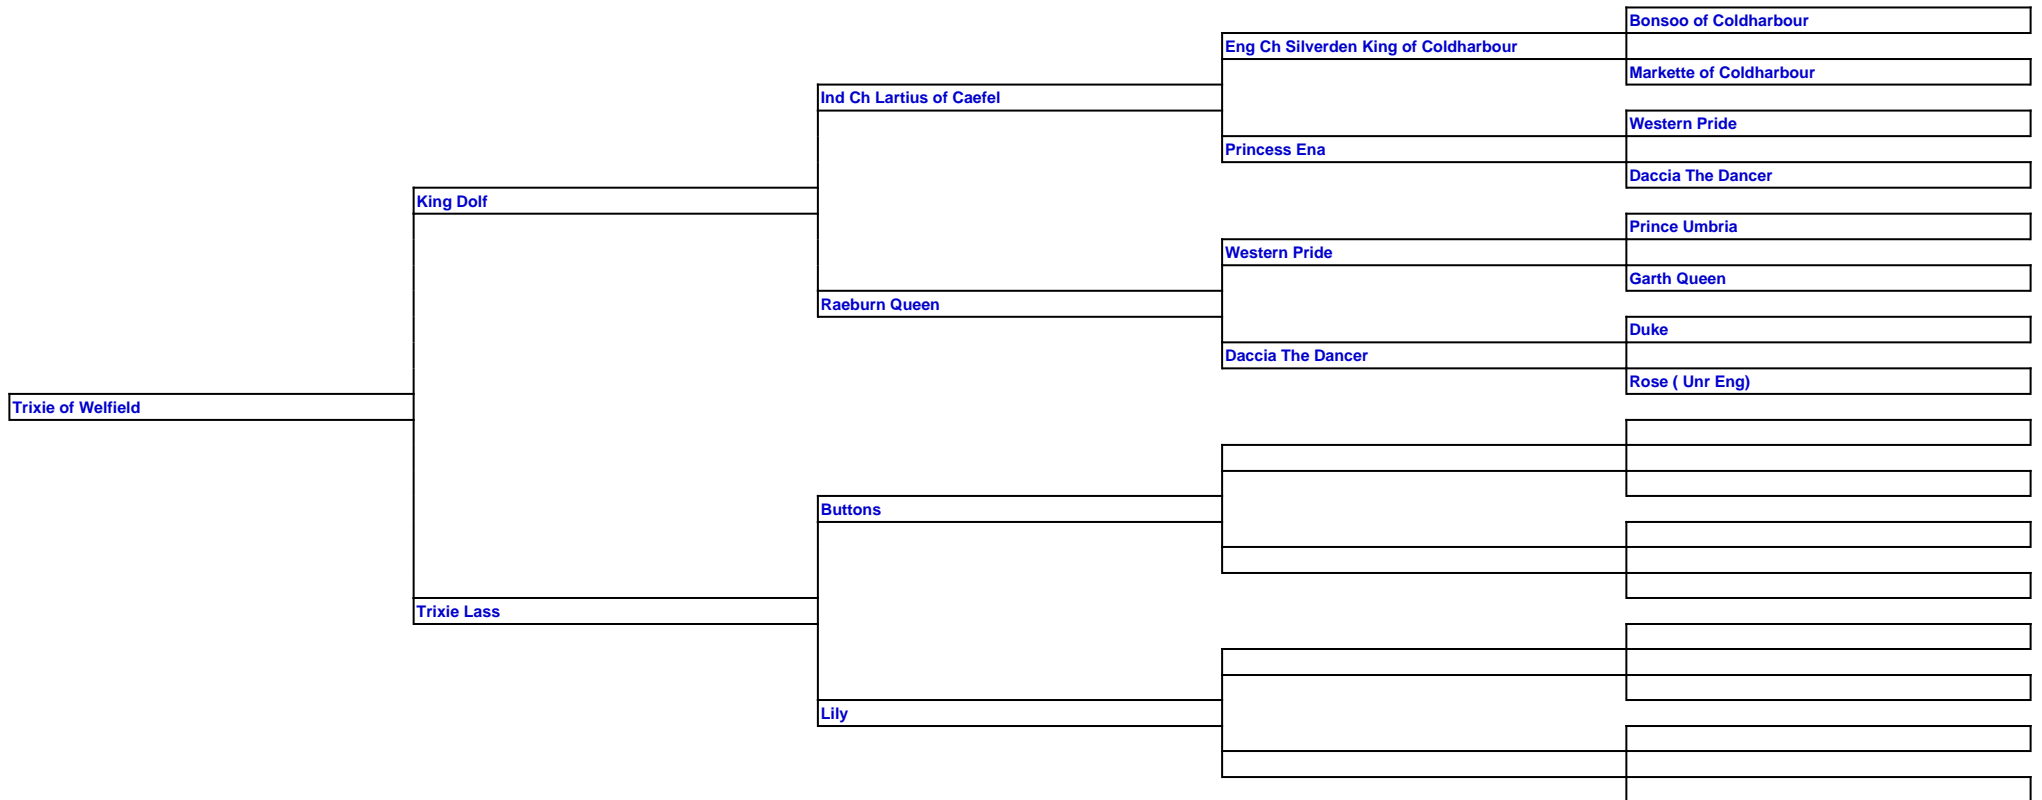 Bonsoo of Coldharbour
Eng Ch Silverden King of Coldharbour
Markette of Coldharbour
Ind Ch Lartius of Caefel
Western Pride
Princess Ena
Daccia The Dancer
King Dolf
Prince Umbria
Western Pride
Garth Queen
Raeburn Queen
Duke
Daccia The Dancer
Rose ( Unr Eng)
Trixie of Welfield
Buttons
Trixie Lass
Lily